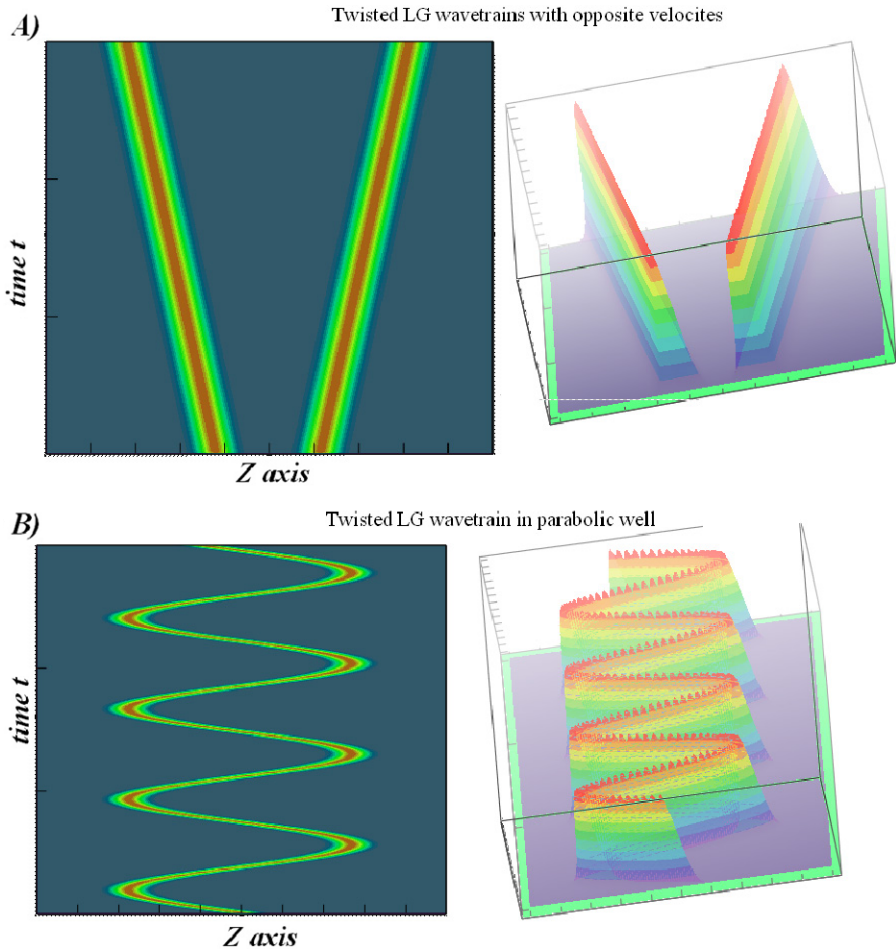 Twisted LG wavetrains with opposite velocites
A)
time t
Z axis
B)
Twisted LG wavetrain in parabolic well
time t
Z axis